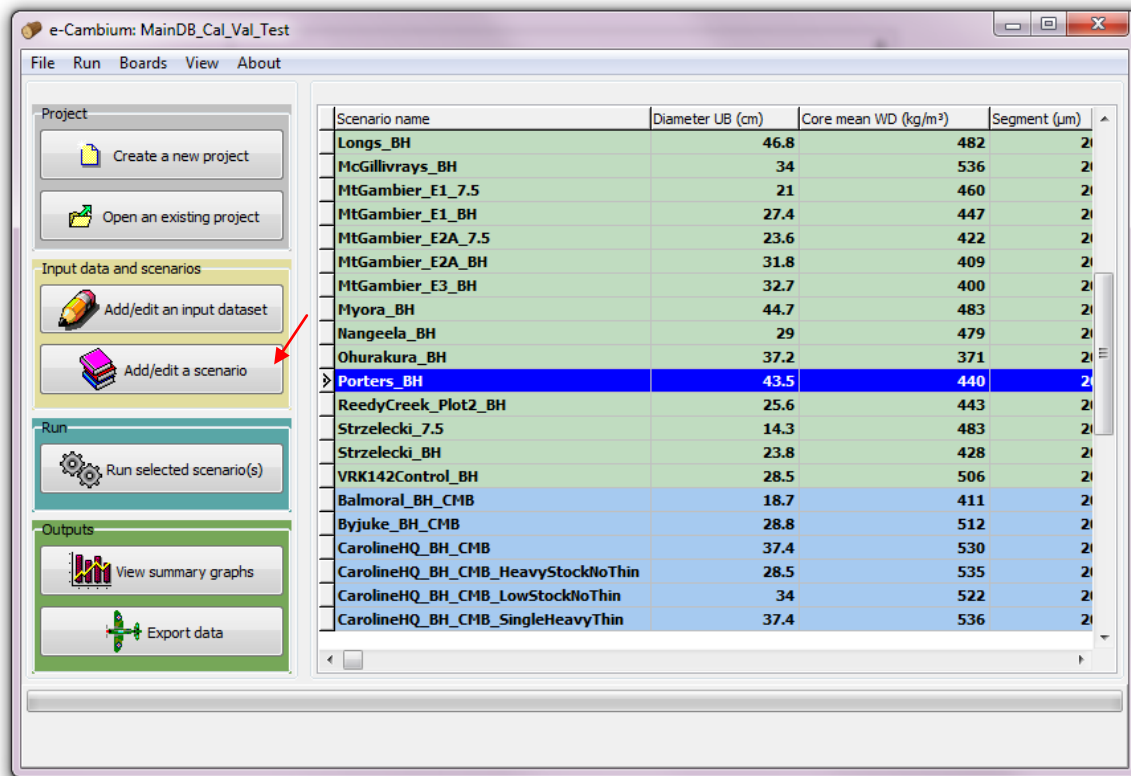 e-Cambium: MainDB_Cal_Val_Test
File Run Boards View About
Project
Create a new project
Open an existing project
Input data and scenarios
Add/edit an input dataset
Add/edit a scenario
Run
Run selected scenario(s)
Outputs
View summary graphs
Export data
Scenario name Diameter UB (cm) Core mean WD (kg/m³) Segment (µm)
Longs_BH 46.8 482
McGillivrays_BH 34 536
MtGambier_E1_7.5 21 460
MtGambier_E1_BH 27.4 447
MtGambier_E2A_7.5 23.6 422
MtGambier_E2A_BH 31.8 409
MtGambier_E3_BH 32.7 400
Myora_BH 44.7 483
Nangeela_BH 29 479
Ohurakura_BH 37.2 371
Porters_BH 43.5 440
ReedyCreek_Plot2_BH 25.6 443
Strzelecki_7.5 14.3 483
Strzelecki_BH 23.8 428
VRK142Control_BH 28.5 506
Balmoral_BH_CMB 18.7 411
Byjuke_BH_CMB 28.8 512
CarolineHQ_BH_CMB 37.4 530
CarolineHQ_BH_CMB_HeavyStockNoThin 28.5 535
CarolineHQ_BH_CMB_LowStockNoThin 34 522
CarolineHQ_BH_CMB_SingleHeavyThin 37.4 536